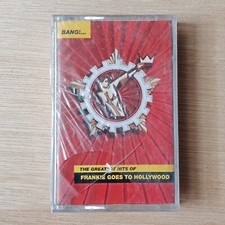 BANG!...
THE GREATEST HITS OF
FRANKIE GOES TO HOLLYWOOD